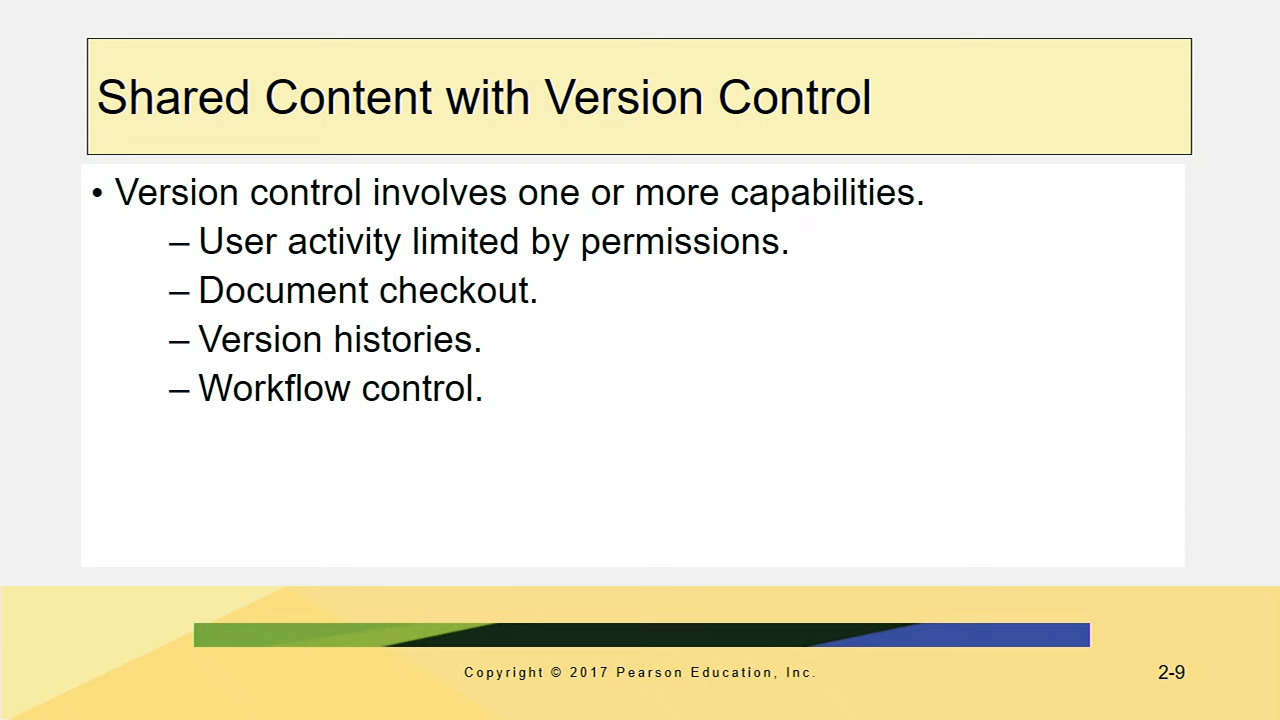 Shared Content with Version Control
• Version control involves one or more capabilities.
– User activity limited by permissions.
– Document checkout.
– Version histories.
– Workflow control.
Copyright © 2017 Pearson Education, Inc.
2-9